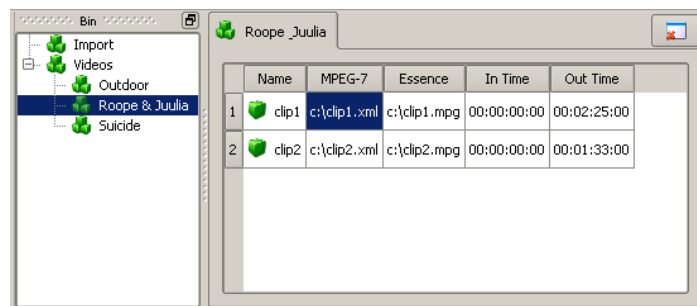 Bin
Import
Videos
Outdoor
Roope & Juulia
Suicide
Roope _Juulia
Name MPEG-7 Essence In Time Out Time
1 clip1 c:\clip1.xml c:\clip1.mpg 00:00:00:00 00:02:25:00
2 clip2 c:\clip2.xml c:\clip2.mpg 00:00:00:00 00:01:33:00